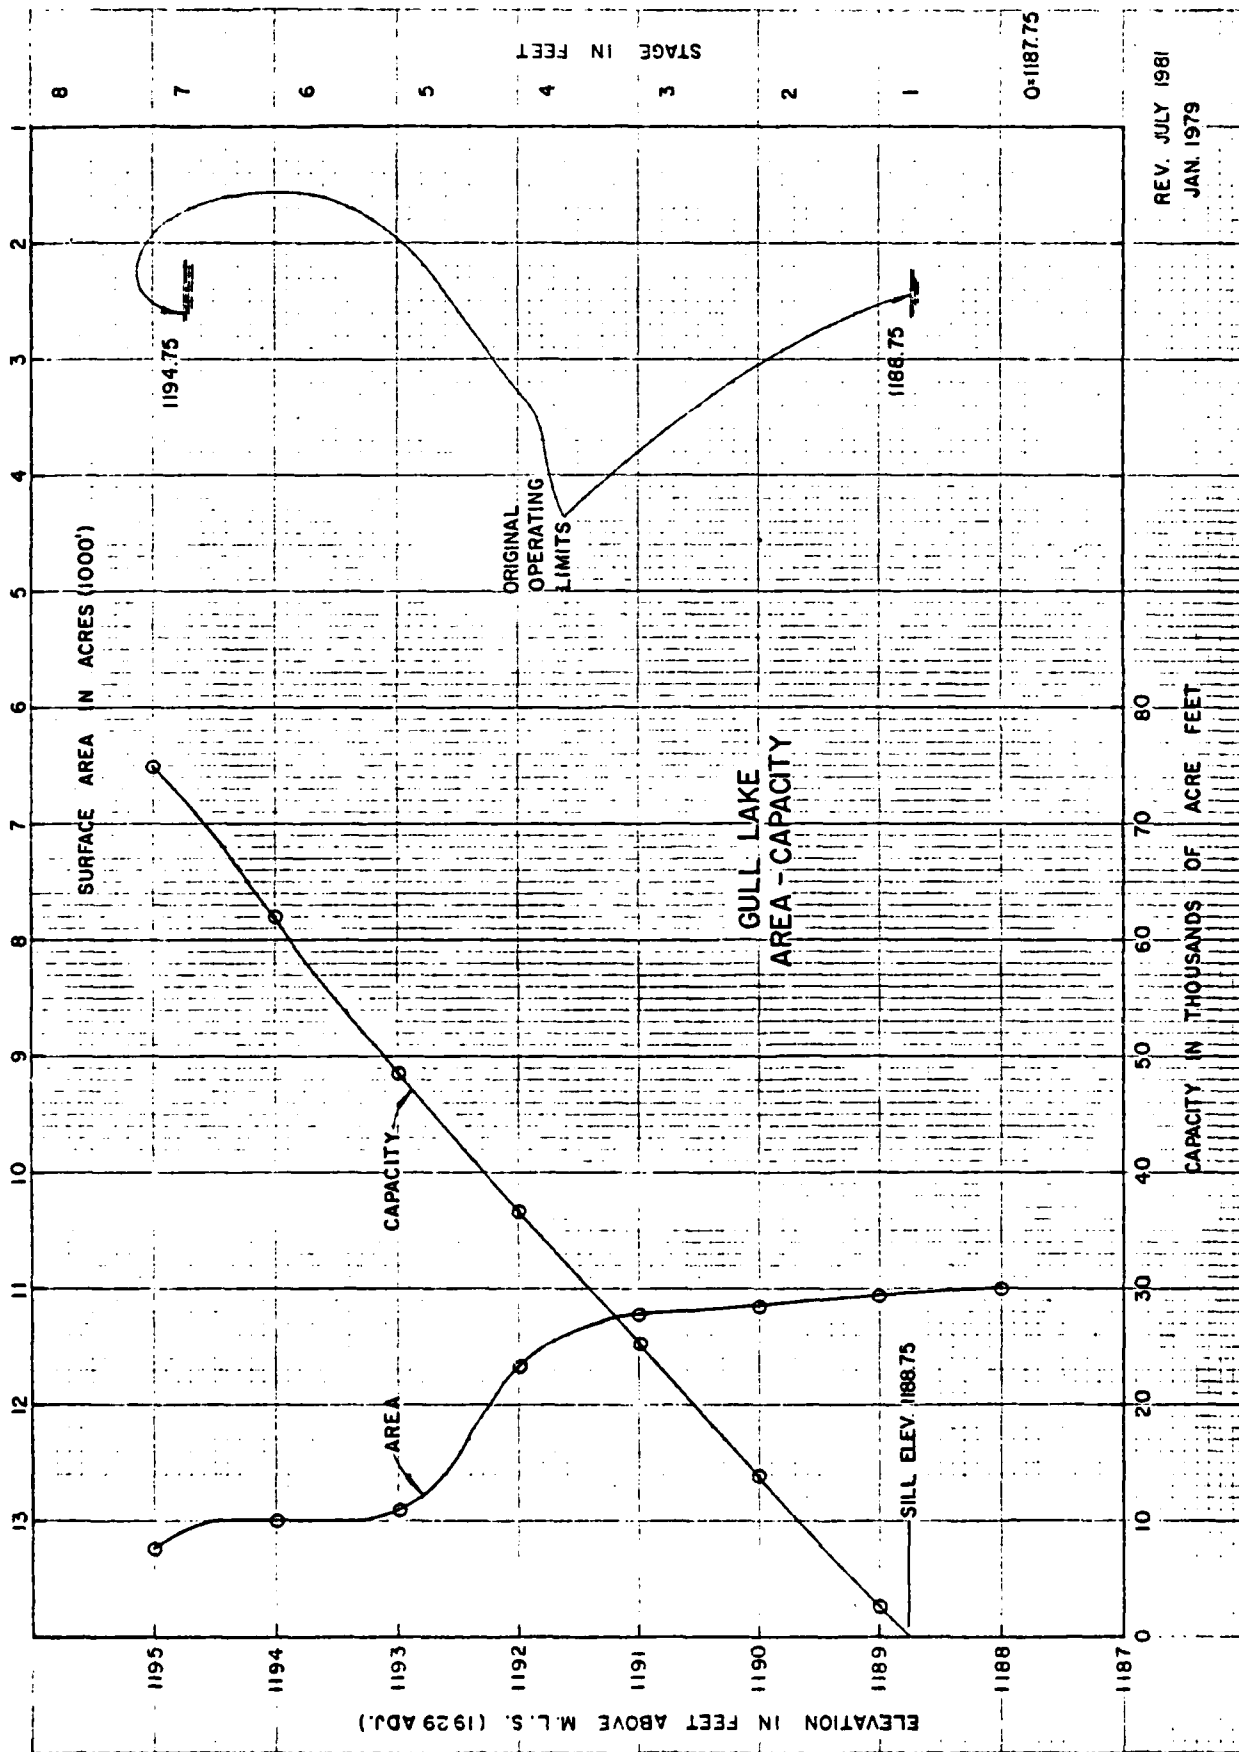 SURFACE AREA IN ACRES (1000')
13 12 11 10 9 8 7 6 5 4 3 2 1
ELEVATION IN FEET ABOVE M.L.S. (1929 ADJ.)
1195
1194
1193
1192
1191
1190
1189
1188
1187
STAGE IN FEET
8
7
6
5
4
3
2
1
0=1187.75
AREA
CAPACITY
1194.75
ORIGINAL
OPERATING
LIMITS
1188.75
SILL ELEV. 1188.75
GULL LAKE
AREA - CAPACITY
0 10 20 30 40 50 60 70 80
CAPACITY IN THOUSANDS OF ACRE FEET
REV. JULY 1981
JAN. 1979